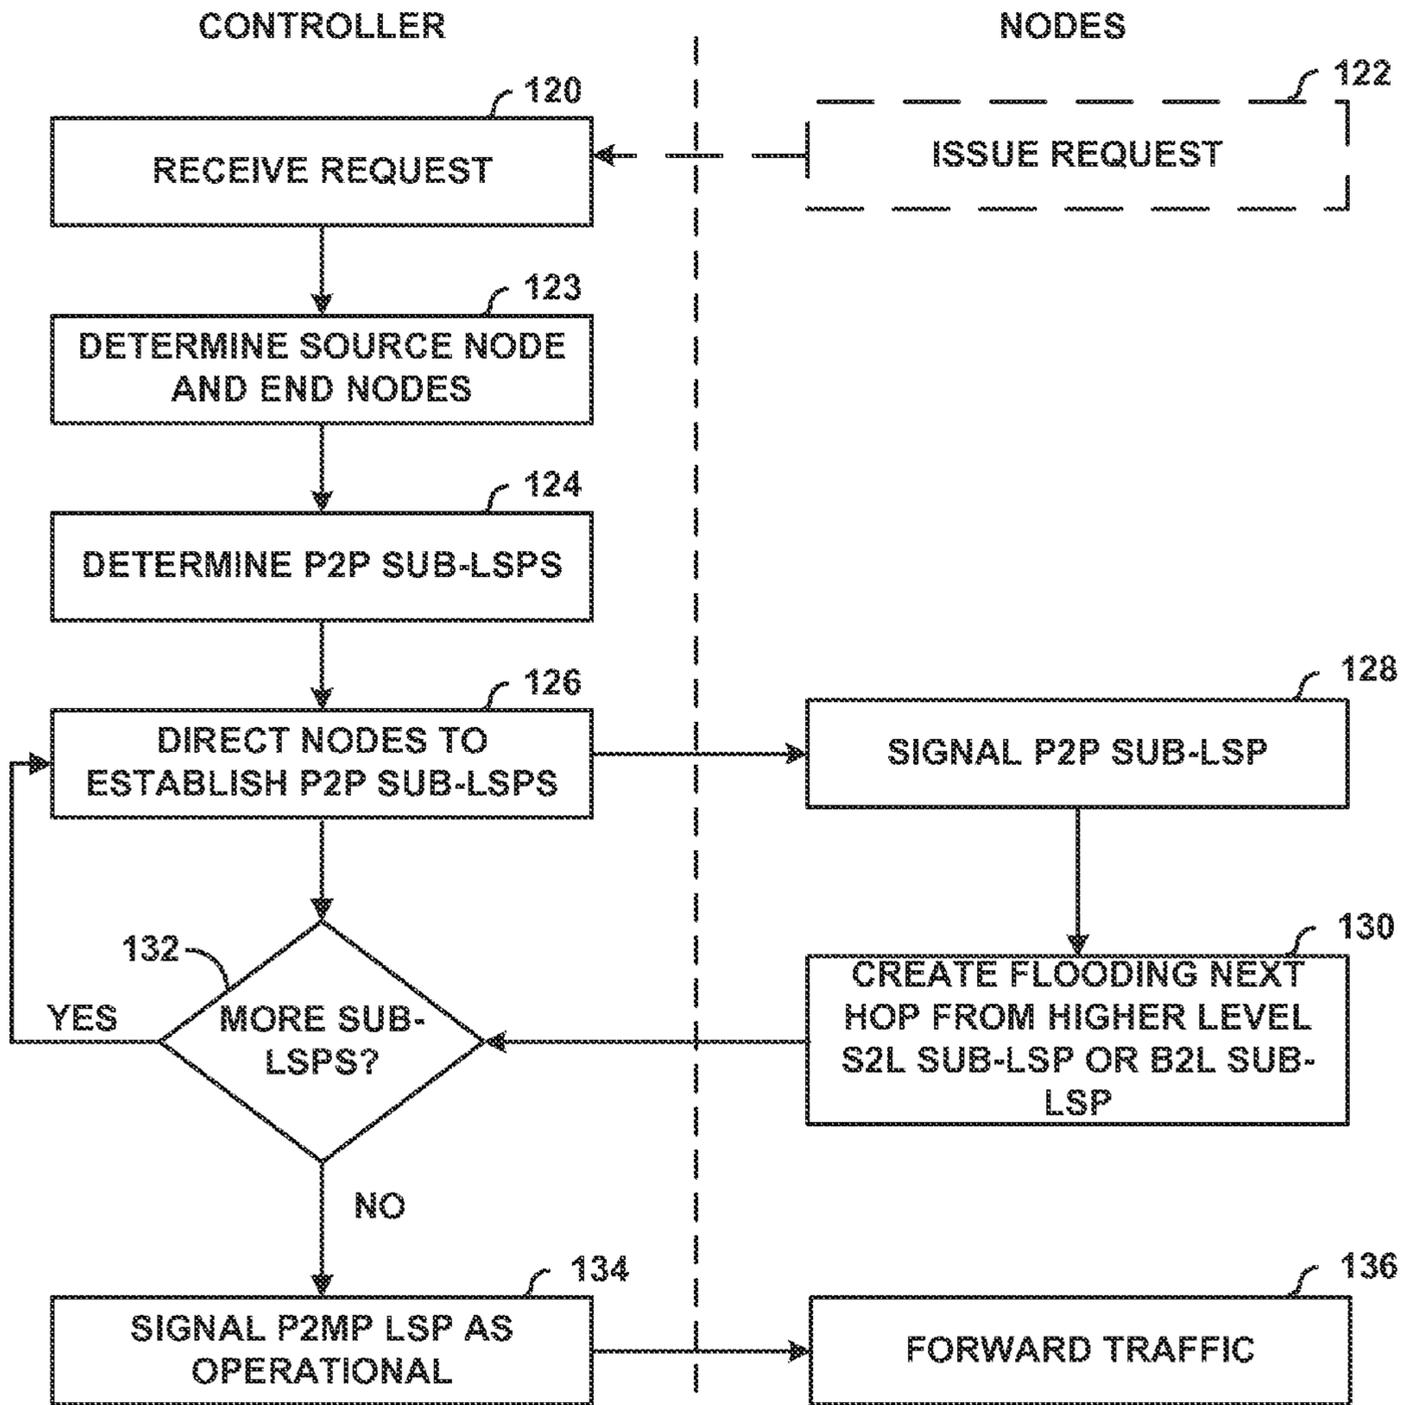 CONTROLLER
NODES
120
122
RECEIVE REQUEST
ISSUE REQUEST
123
DETERMINE SOURCE NODE
AND END NODES
124
DETERMINE P2P SUB-LSPS
126
128
DIRECT NODES TO
ESTABLISH P2P SUB-LSPS
SIGNAL P2P SUB-LSP
132
130
YES
MORE SUB-
LSPS?
CREATE FLOODING NEXT
HOP FROM HIGHER LEVEL
S2L SUB-LSP OR B2L SUB-
LSP
NO
134
136
SIGNAL P2MP LSP AS
OPERATIONAL
FORWARD TRAFFIC